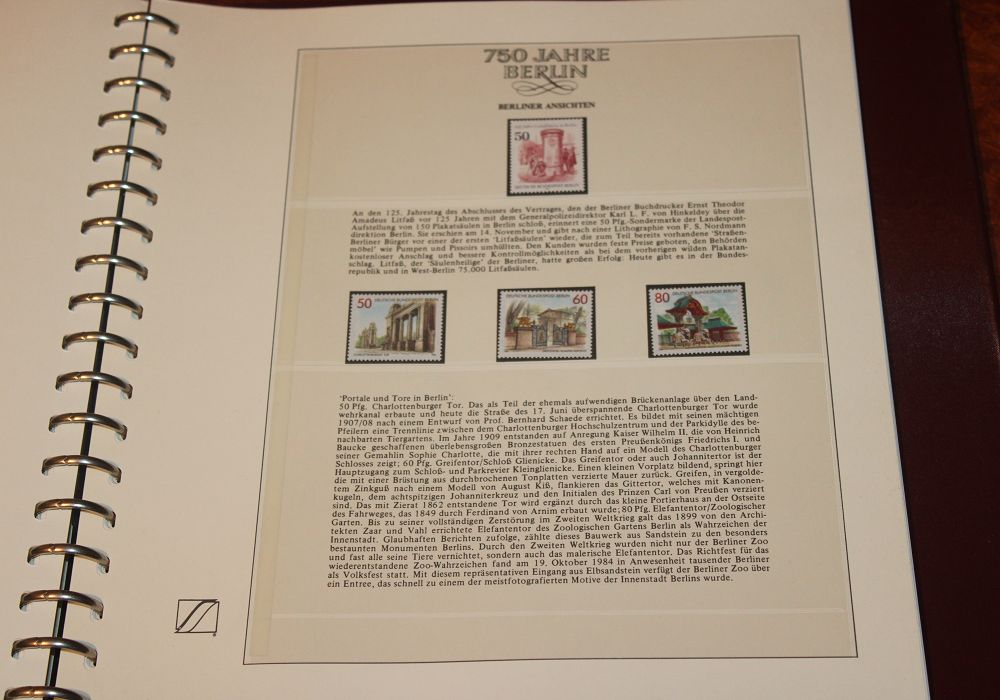 750 JAHRE
BERLIN
BERLINER ANSICHTEN
50
DEUTSCHE BUNDESPOST BERLIN
An den 125. Jahrestag des Abschlusses des Vertrages, den der Berliner Buchdrucker Ernst Theodor
Amadeus Litfaß vor 125 Jahren mit dem Generalpolizeidirektor Karl L. F. von Hinkeldey über die
Aufstellung von 150 Plakatsäulen in Berlin schloß, erinnert eine 50 Pfg.-Sondermarke der Landespost-
direktion Berlin. Sie erschien am 14. November und gibt nach einer Lithographie von F. S. Nordmann
Berliner Bürger vor einer der ersten 'Litfaßsäulen' wieder, die zum Teil bereits vorhandene 'Straßen-
möbel' wie Pumpen und Pissoirs umhüllten. Den Kunden wurden feste Preise geboten, den Behörden
kostenloser Anschlag und bessere Kontrollmöglichkeiten als bei dem vorherigen wilden Plakatan-
schlag. Litfaß, der 'Säulenheilige' der Berliner, hatte großen Erfolg: Heute gibt es in der Bundes-
republik und in West-Berlin 75.000 Litfaßsäulen.
50 DEUTSCHE BUNDESPOST BERLIN
DEUTSCHE BUNDESPOST BERLIN
60
80 DEUTSCHE BUNDESPOST BERLIN
'Portale und Tore in Berlin':
50 Pfg. Charlottenburger Tor. Das als Teil der ehemals aufwendigen Brückenanlage über den Land-
wehrkanal erbaute und heute die Straße des 17. Juni überspannende Charlottenburger Tor wurde
1907/08 nach einem Entwurf von Prof. Bernhard Schaede errichtet. Es bildet mit seinen mächtigen
Pfeilern eine Trennlinie zwischen dem Charlottenburger Hochschulzentrum und der Parkidylle des be-
nachbarten Tiergartens. Im Jahre 1909 entstanden auf Anregung Kaiser Wilhelm II. die von Heinrich
Baucke geschaffenen überlebensgroßen Bronzestatuen des ersten Preußenkönigs Friedrichs I. und
seiner Gemahlin Sophie Charlotte, die mit ihrer rechten Hand auf ein Modell des Charlottenburger
Schlosses zeigt; 60 Pfg. Greifentor/Schloß Glienicke. Das Greifentor oder auch Johannitertor ist der
Hauptzugang zum Schloß- und Parkrevier Kleinglienicke. Einen kleinen Vorplatz bildend, springt hier
die mit einer Brüstung aus durchbrochenen Tonplatten verzierte Mauer zurück. Greifen, in vergolde-
tem Zinkguß nach einem Modell von August Kiß, flankieren das Gittertor, welches mit Kanonen-
kugeln, dem achtspitzigen Johanniterkreuz und den Initialen des Prinzen Carl von Preußen verziert
sind. Das mit Zierat 1862 entstandene Tor wird ergänzt durch das kleine Portierhaus an der Ostseite
des Fahrweges, das 1849 durch Ferdinand von Arnim erbaut wurde; 80 Pfg. Elefantentor/Zoologischer
Garten. Bis zu seiner vollständigen Zerstörung im Zweiten Weltkrieg galt das 1899 von den Archi-
tekten Zaar und Vahl errichtete Elefantentor des Zoologischen Gartens Berlin als Wahrzeichen der
Innenstadt. Glaubhaften Berichten zufolge, zählte dieses Bauwerk aus Sandstein zu den besonders
bestaunten Monumenten Berlins. Durch den Zweiten Weltkrieg wurden nicht nur der Berliner Zoo
und fast alle seine Tiere vernichtet, sondern auch das malerische Elefantentor. Das Richtfest für das
wiederentstandene Zoo-Wahrzeichen fand am 19. Oktober 1984 in Anwesenheit tausender Berliner
als Volksfest statt. Mit diesem repräsentativen Eingang aus Elbsandstein verfügt der Berliner Zoo über
ein Entree, das schnell zu einem der meistfotografierten Motive der Innenstadt Berlins wurde.